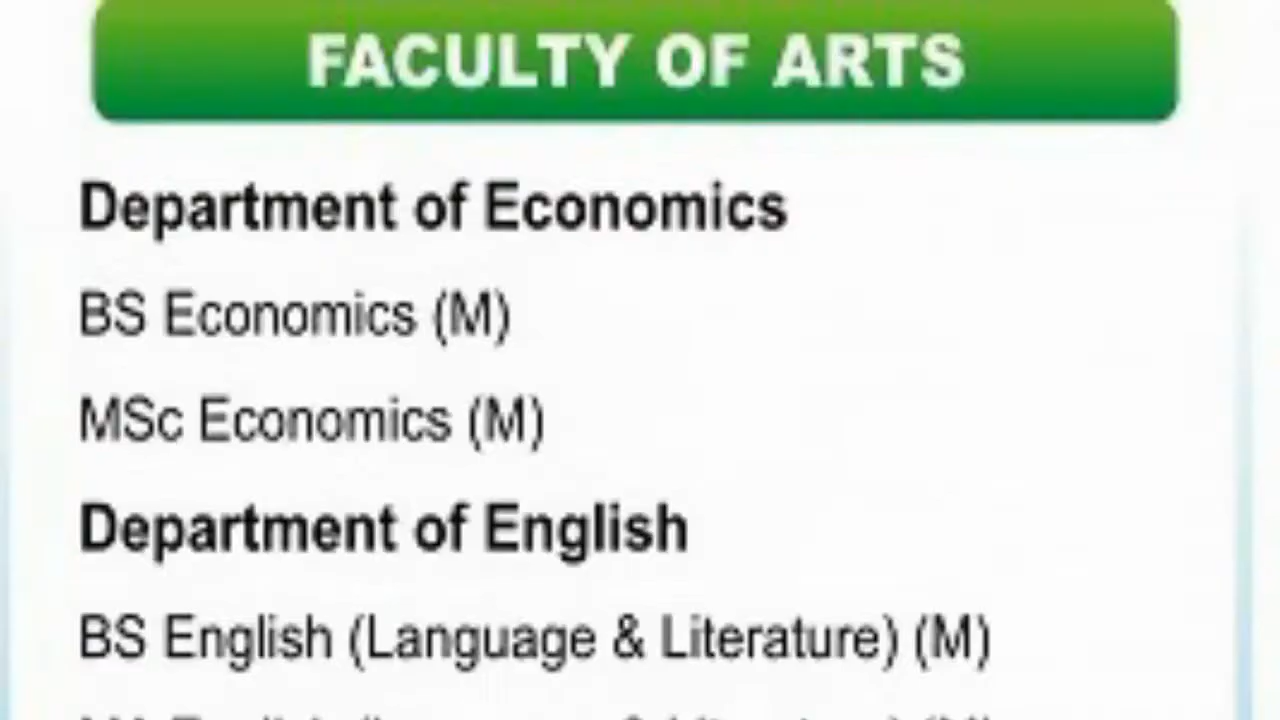 FACULTY OF ARTS
Department of Economics
BS Economics (M)
MSc Economics (M)
Department of English
BS English (Language & Literature) (M)